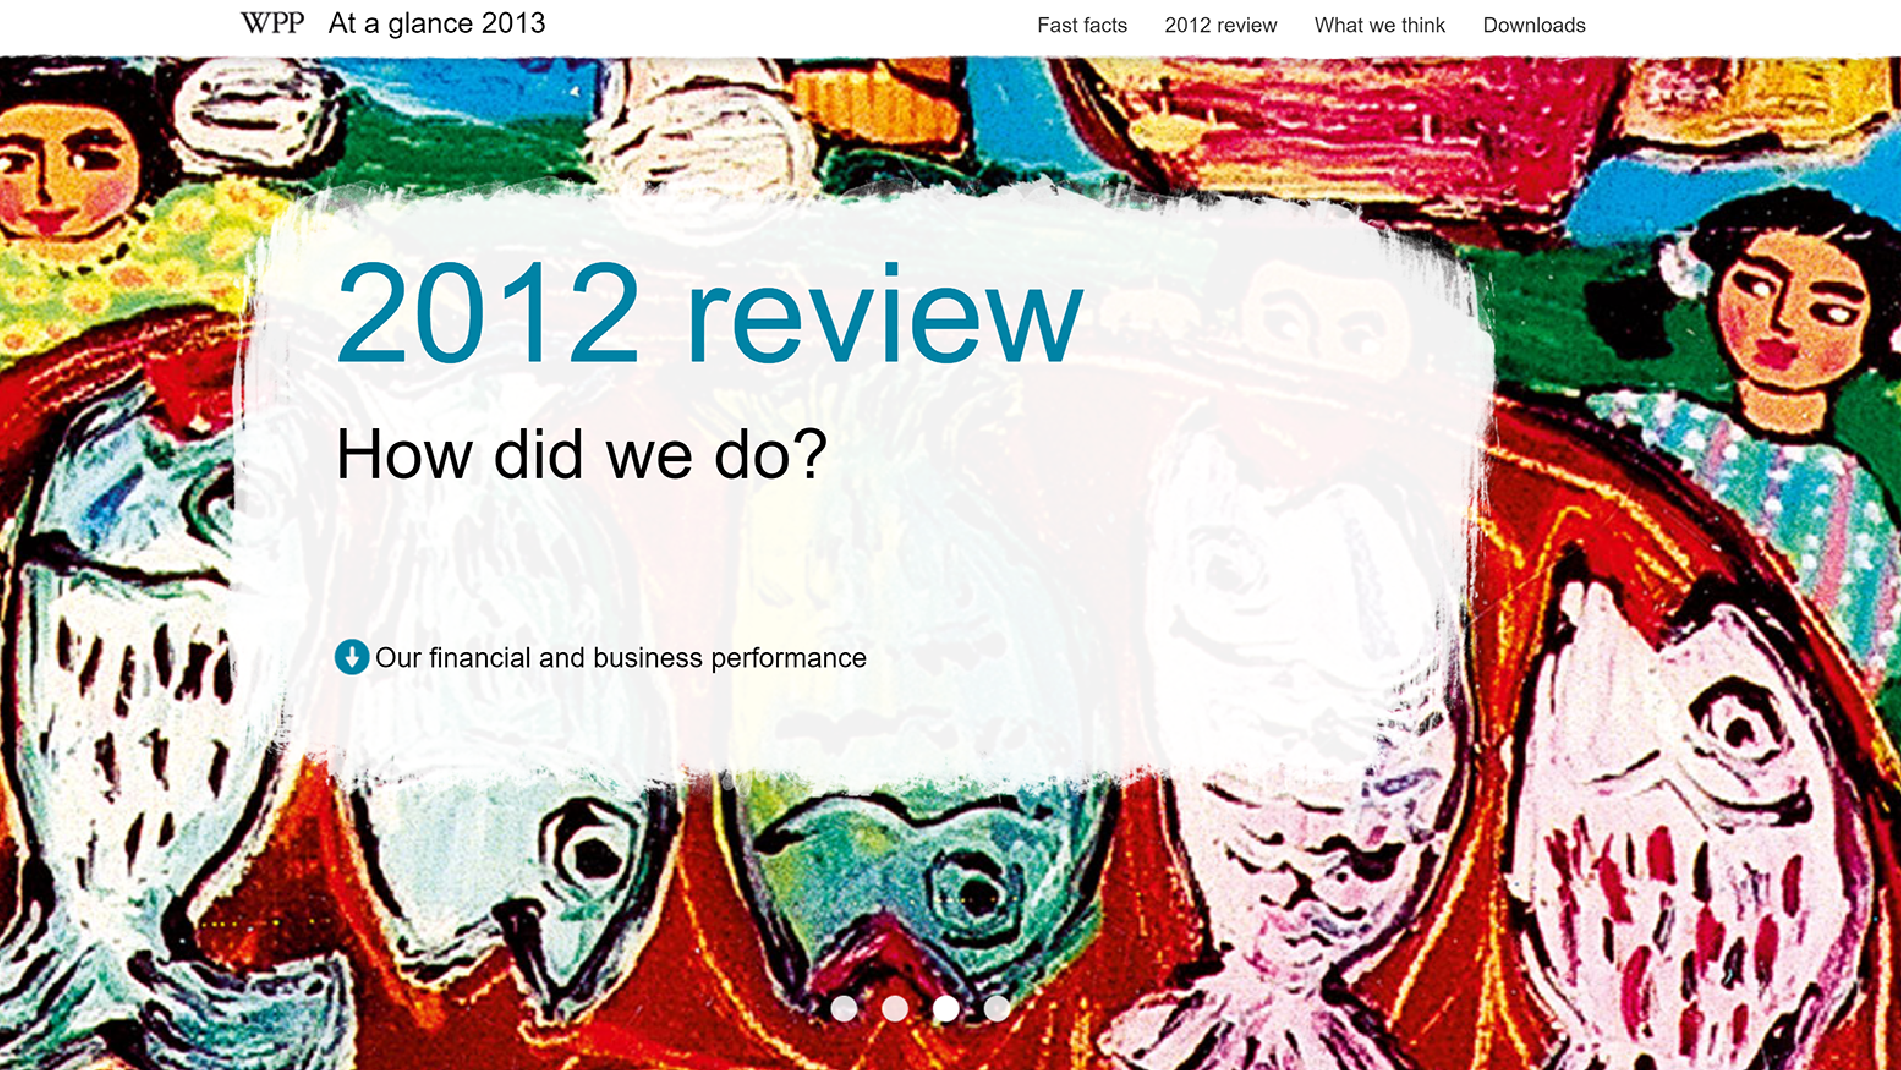 WPP At a glance 2013
Fast facts 2012 review What we think Downloads
2012 review
How did we do?
Our financial and business performance